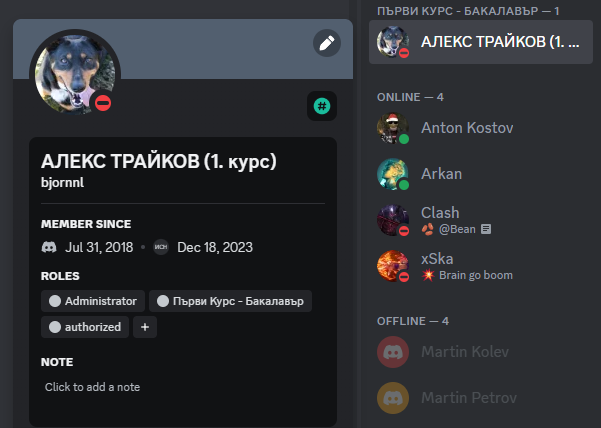 АЛЕКС ТРАЙКОВ (1. курс)
bjornnl
MEMBER SINCE
Jul 31, 2018 • ИСН Dec 18, 2023
ROLES
Administrator
Първи Курс - Бакалавър
authorized
+
NOTE
Click to add a note
ПЪРВИ КУРС - БАКАЛАВЪР — 1
АЛЕКС ТРАЙКОВ (1. ...
ONLINE — 4
Anton Kostov
Arkan
Clash
@Bean
xSka
Brain go boom
OFFLINE — 4
Martin Kolev
Martin Petrov